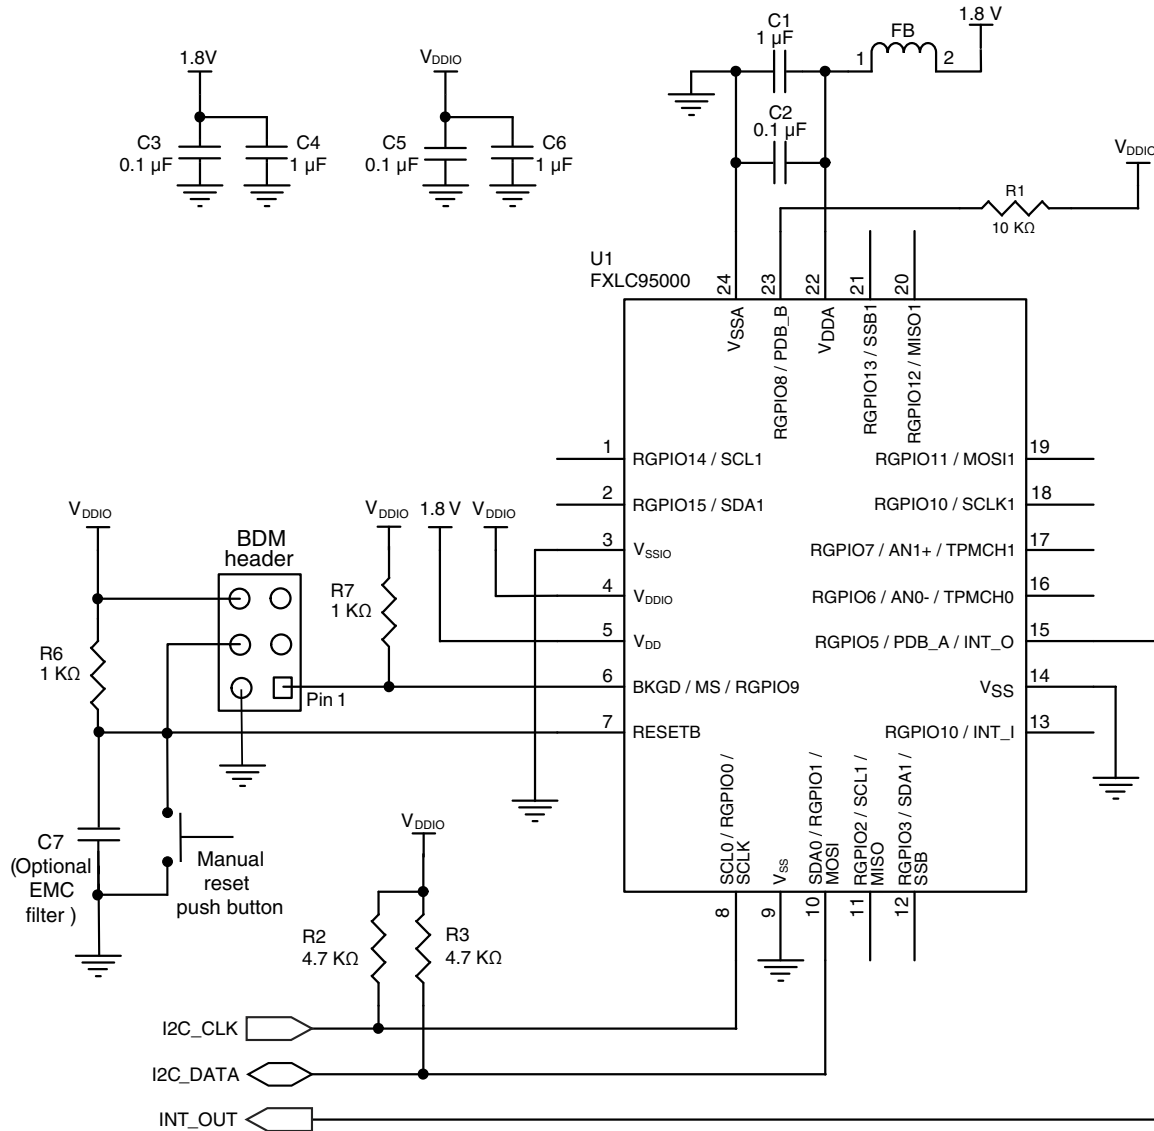 C1
1 µF
FB
1.8 V
1
2
1.8V
VDDIO
C3
0.1 µF
C4
1 µF
C5
0.1 µF
C6
1 µF
C2
0.1 µF
VDDIO
R1
10 KΩ
U1
FXLC95000
24
23
22
21
20
VSSA
RGPIO8 / PDB_B
VDDA
RGPIO13 / SSB1
RGPIO12 / MISO1
1
RGPIO14 / SCL1
RGPIO11 / MOSI1
19
2
RGPIO15 / SDA1
RGPIO10 / SCLK1
18
3
VSSIO
RGPIO7 / AN1+ / TPMCH1
17
4
VDDIO
RGPIO6 / AN0- / TPMCH0
16
5
VDD
RGPIO5 / PDB_A / INT_O
15
6
BKGD / MS / RGPIO9
VSS
14
7
RESETB
RGPIO10 / INT_I
13
VDDIO
BDM
header
VDDIO
1.8 V
VDDIO
R7
1 KΩ
R6
1 KΩ
Pin 1
SCL0 / RGPIO0 /
SCLK
VSS
SDA0 / RGPIO1 /
MOSI
RGPIO2 / SCL1 /
MISO
RGPIO3 / SDA1 /
SSB
8
9
10
11
12
C7
(Optional
EMC
filter )
Manual
reset
push button
VDDIO
R2
4.7 KΩ
R3
4.7 KΩ
I2C_CLK
I2C_DATA
INT_OUT